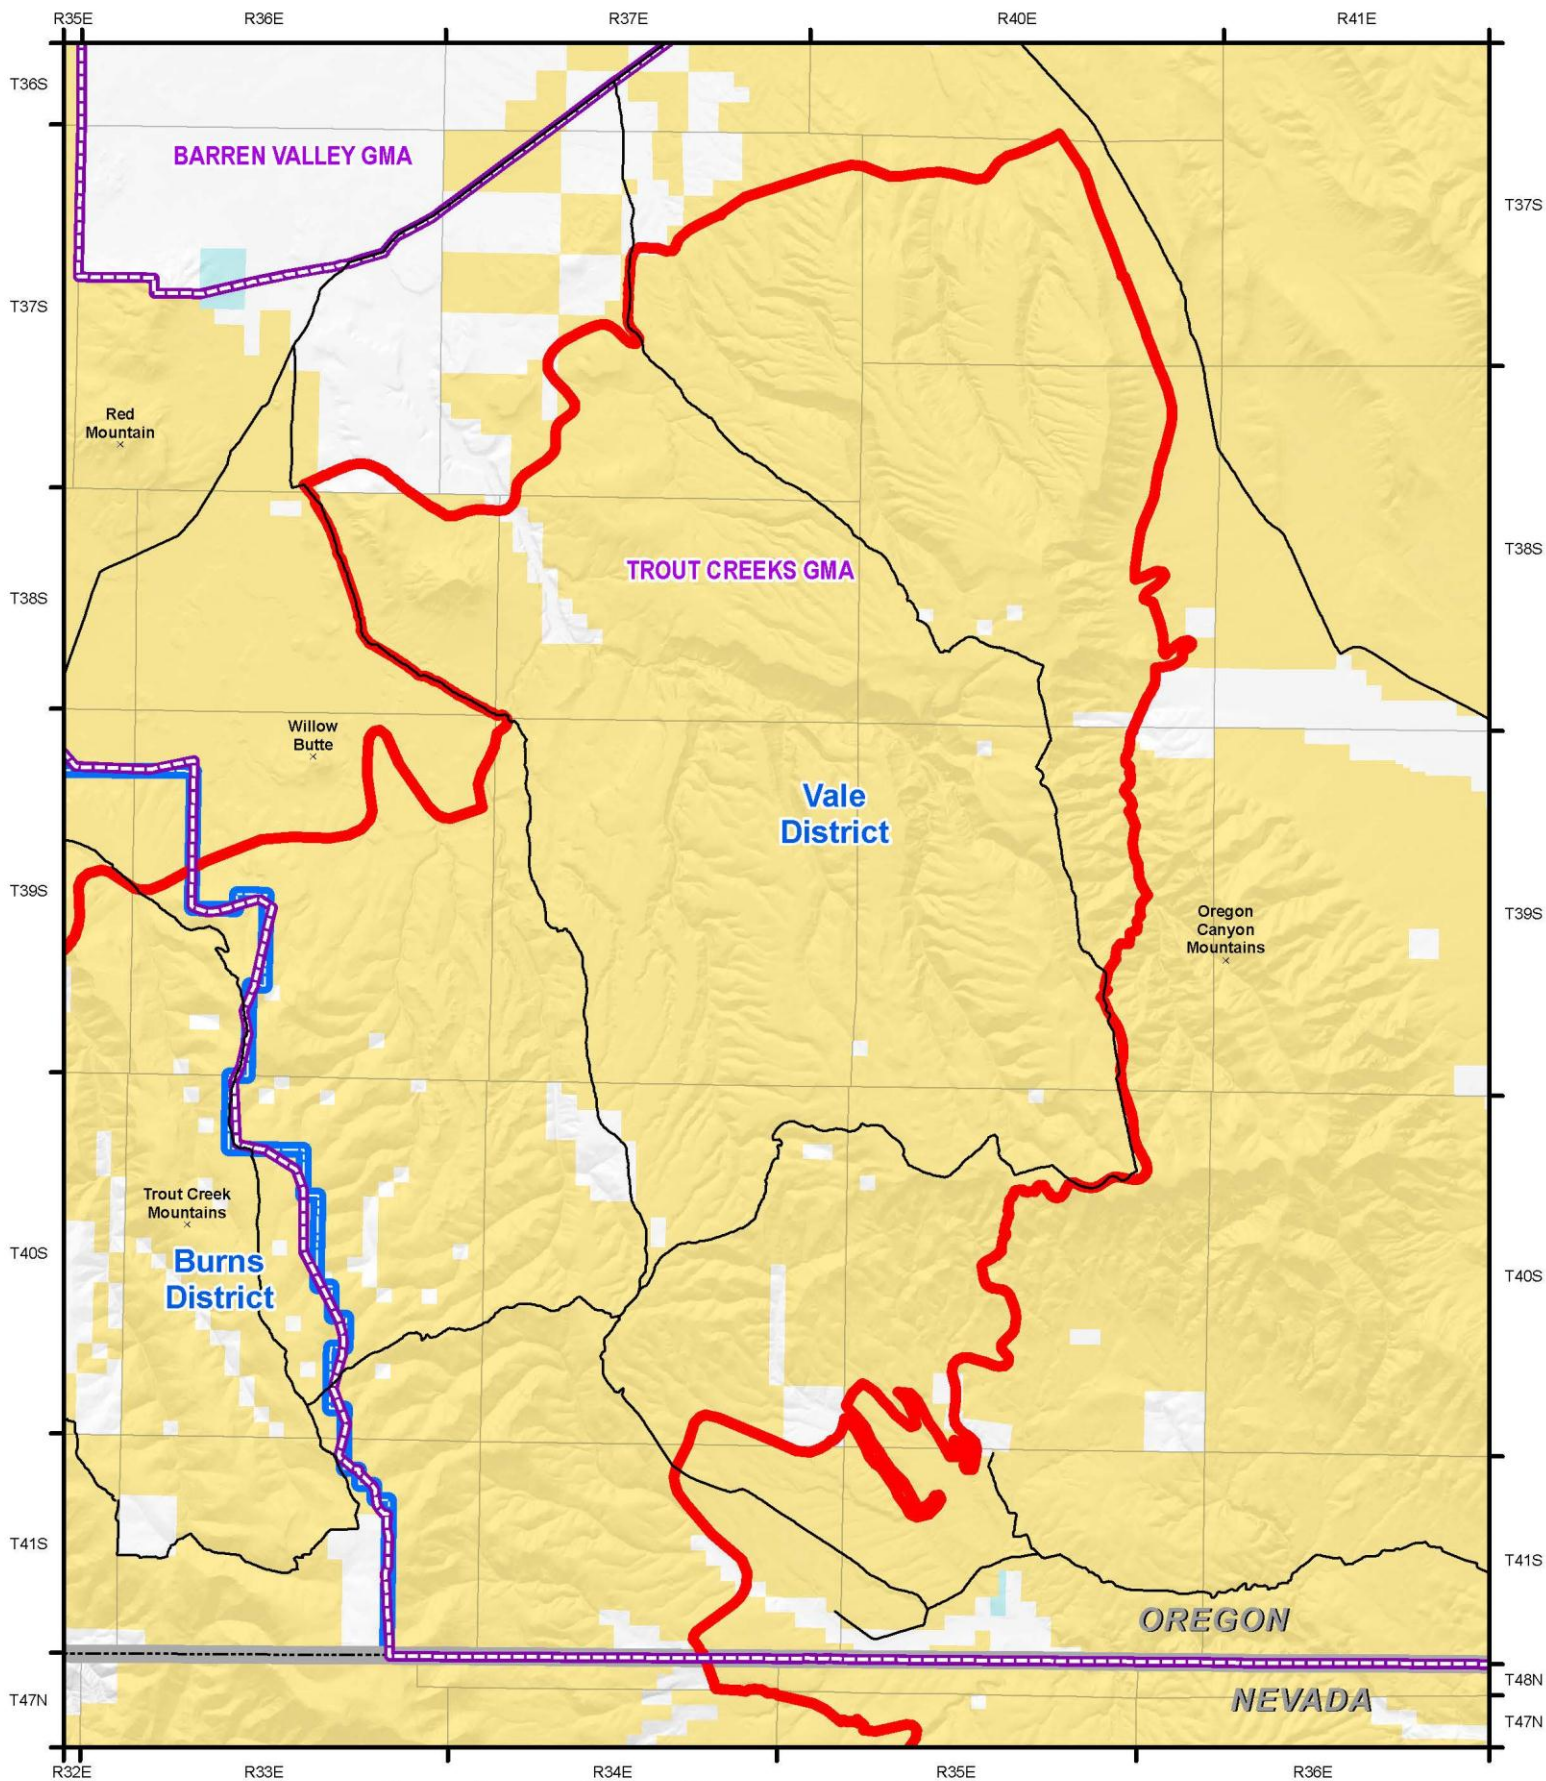 R35E R36E R37E R40E R41E
T36S
BARREN VALLEY GMA
T37S
T37S
Red
Mountain
T38S
TROUT CREEKS GMA
T38S
Willow
Butte
Vale
District
T39S
Oregon
Canyon
Mountains
T39S
Trout Creek
Mountains
Burns
District
T40S
T40S
T41S
T41S
OREGON
NEVADA
T48N
T47N
T47N
R32E R33E R34E R35E R36E